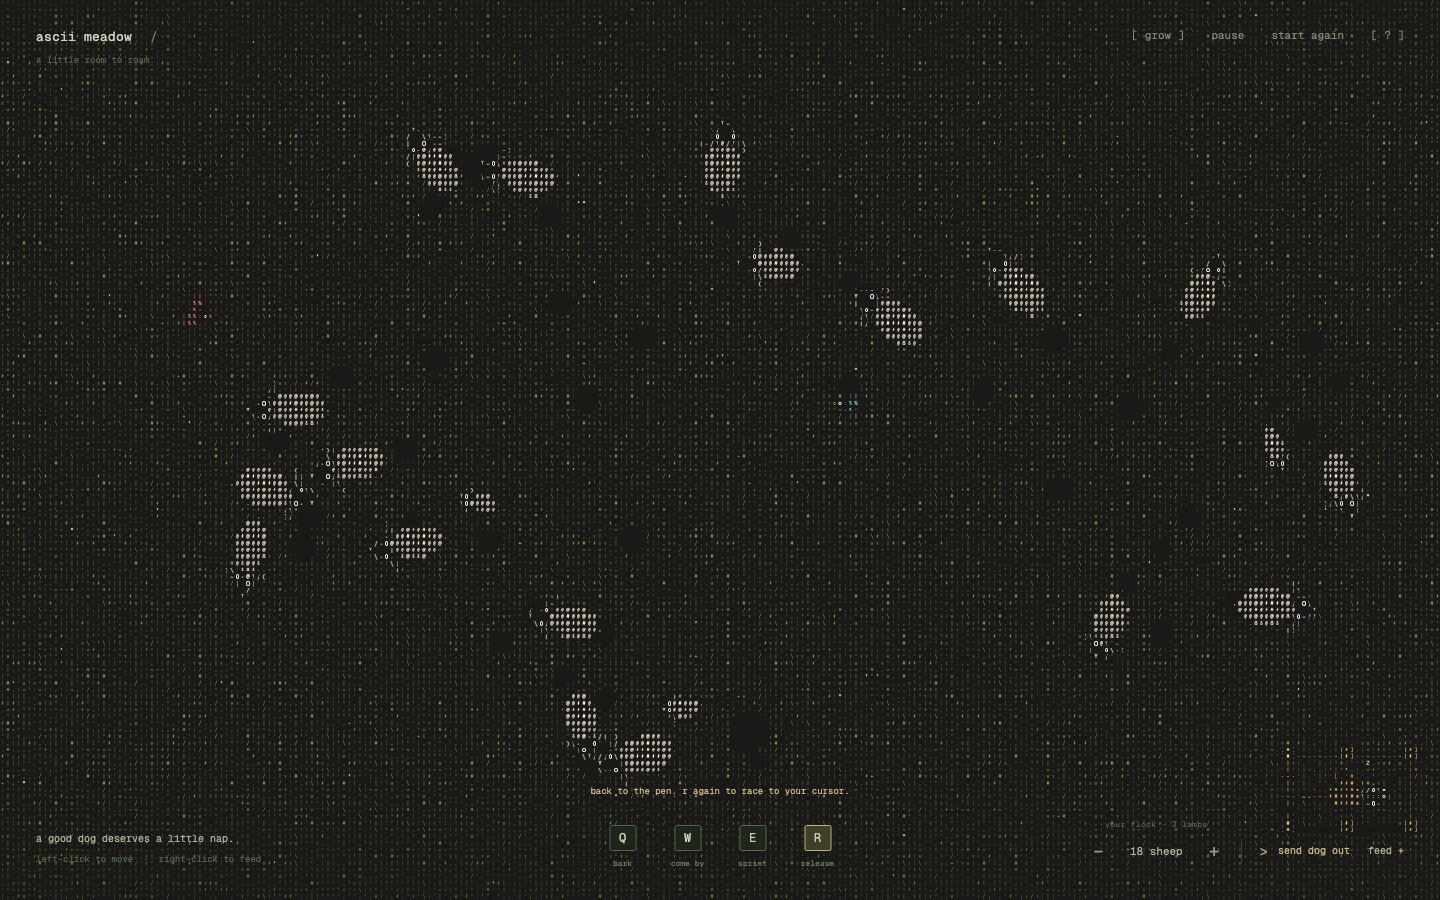 ascii meadow /
[ grow ] pause start again [ ? ]
a little room to roam
back to the pen. r again to race to your cursor.
a good dog deserves a little nap.
left-click to move · right-click to feed
Q W E R
bark come by sprint release
your flock · 3 lambs
− 18 sheep + > send dog out feed +